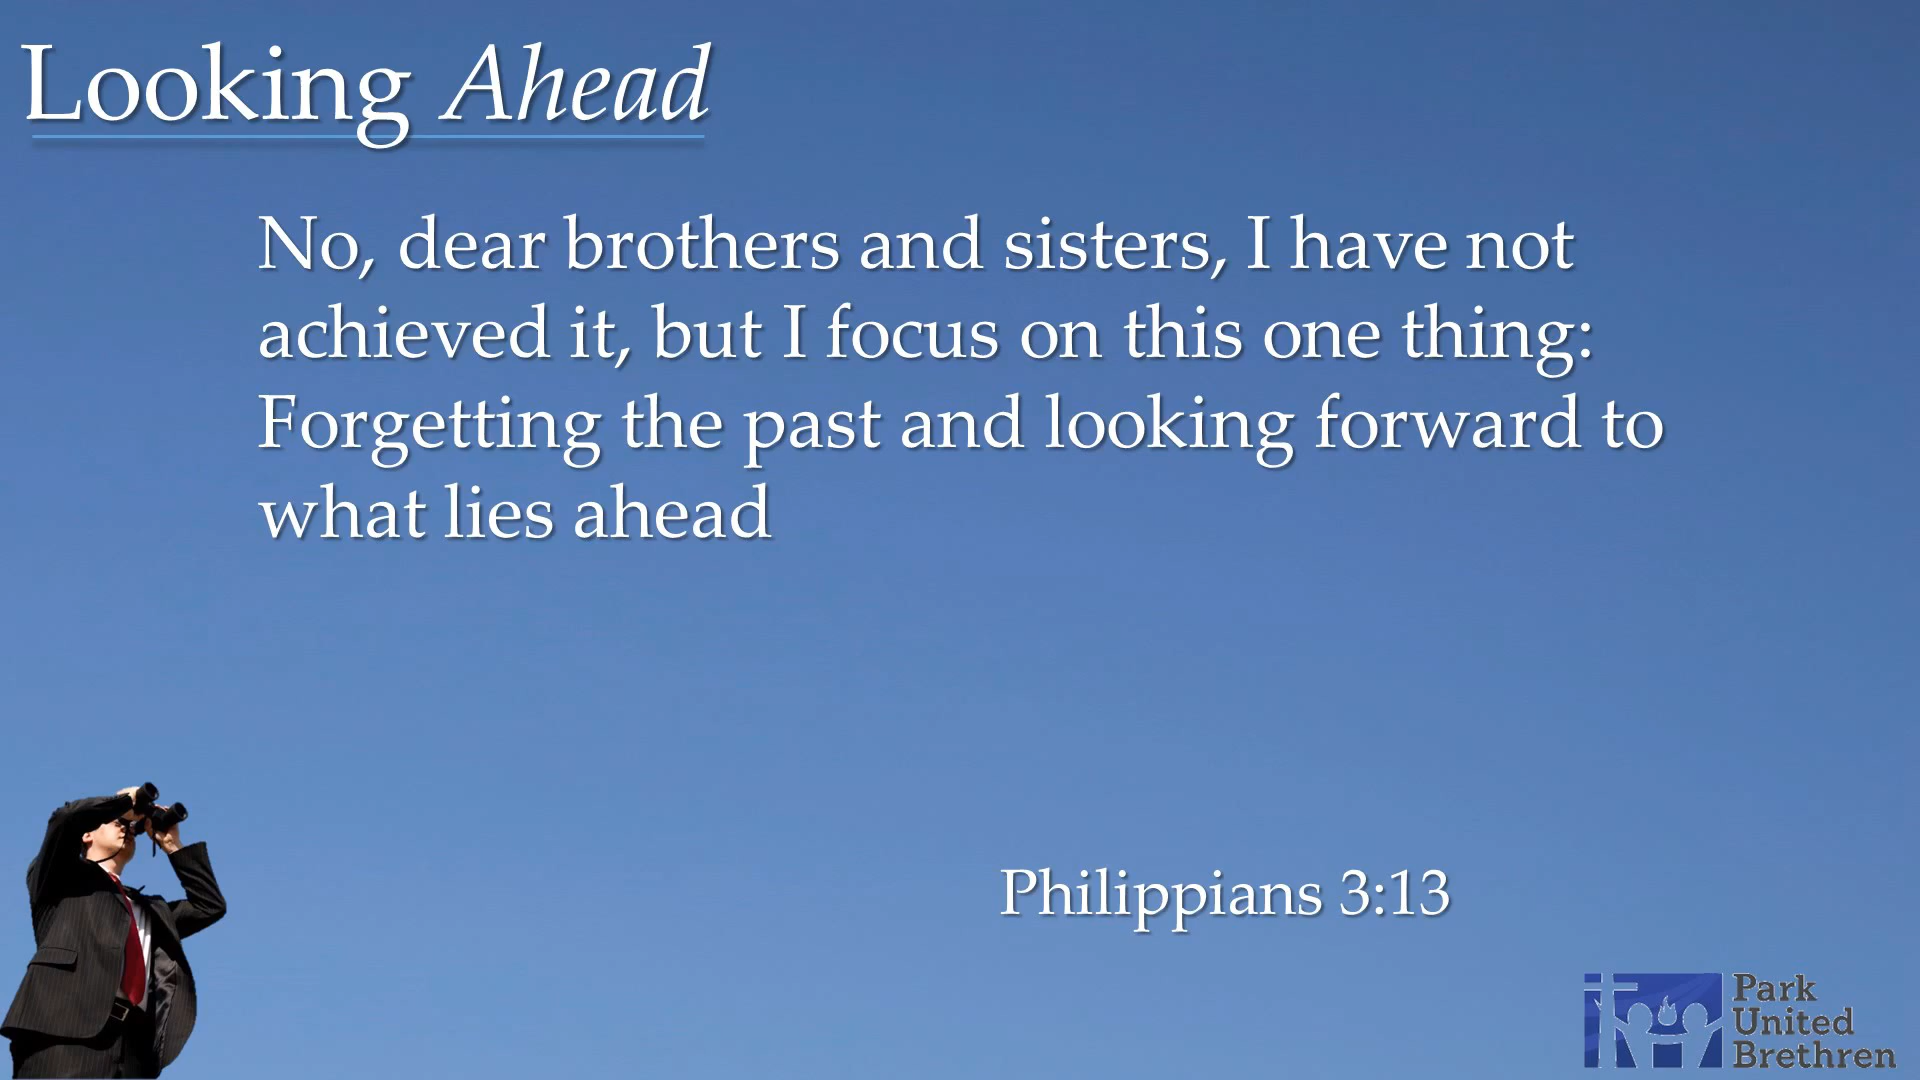 Looking Ahead
No, dear brothers and sisters, I have not
achieved it, but I focus on this one thing:
Forgetting the past and looking forward to
what lies ahead
Philippians 3:13
Park
United
Brethren